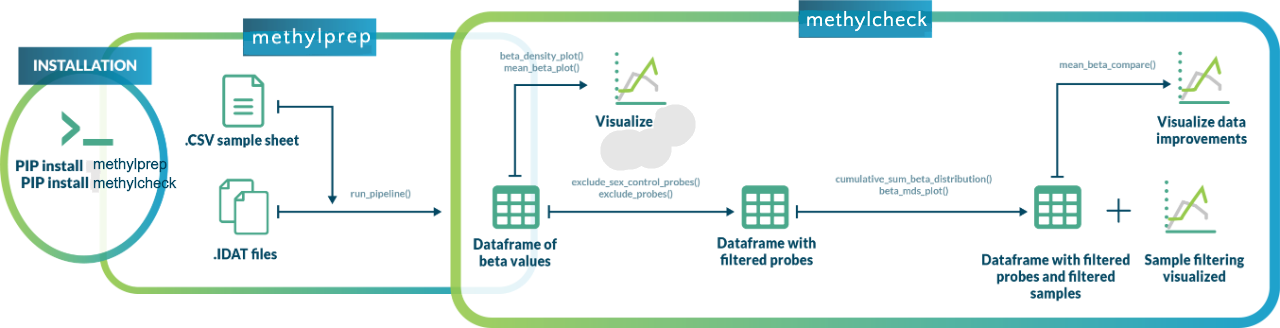 INSTALLATION
PIP install methylprep
PIP install methylcheck
methylprep
.CSV sample sheet
.IDAT files
run_pipeline()
methylcheck
beta_density_plot()
mean_beta_plot()
Visualize
Dataframe of
beta values
exclude_sex_control_probes()
exclude_probes()
Dataframe with
filtered probes
cumulative_sum_beta_distribution()
beta_mds_plot()
mean_beta_compare()
Visualize data
improvements
Dataframe with filtered
probes and filtered
samples
+
Sample filtering
visualized